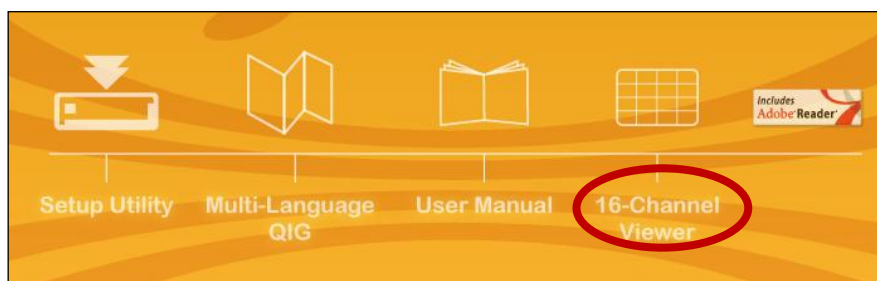 Includes
Adobe Reader
Setup Utility
Multi-Language
QIG
User Manual
16-Channel
Viewer